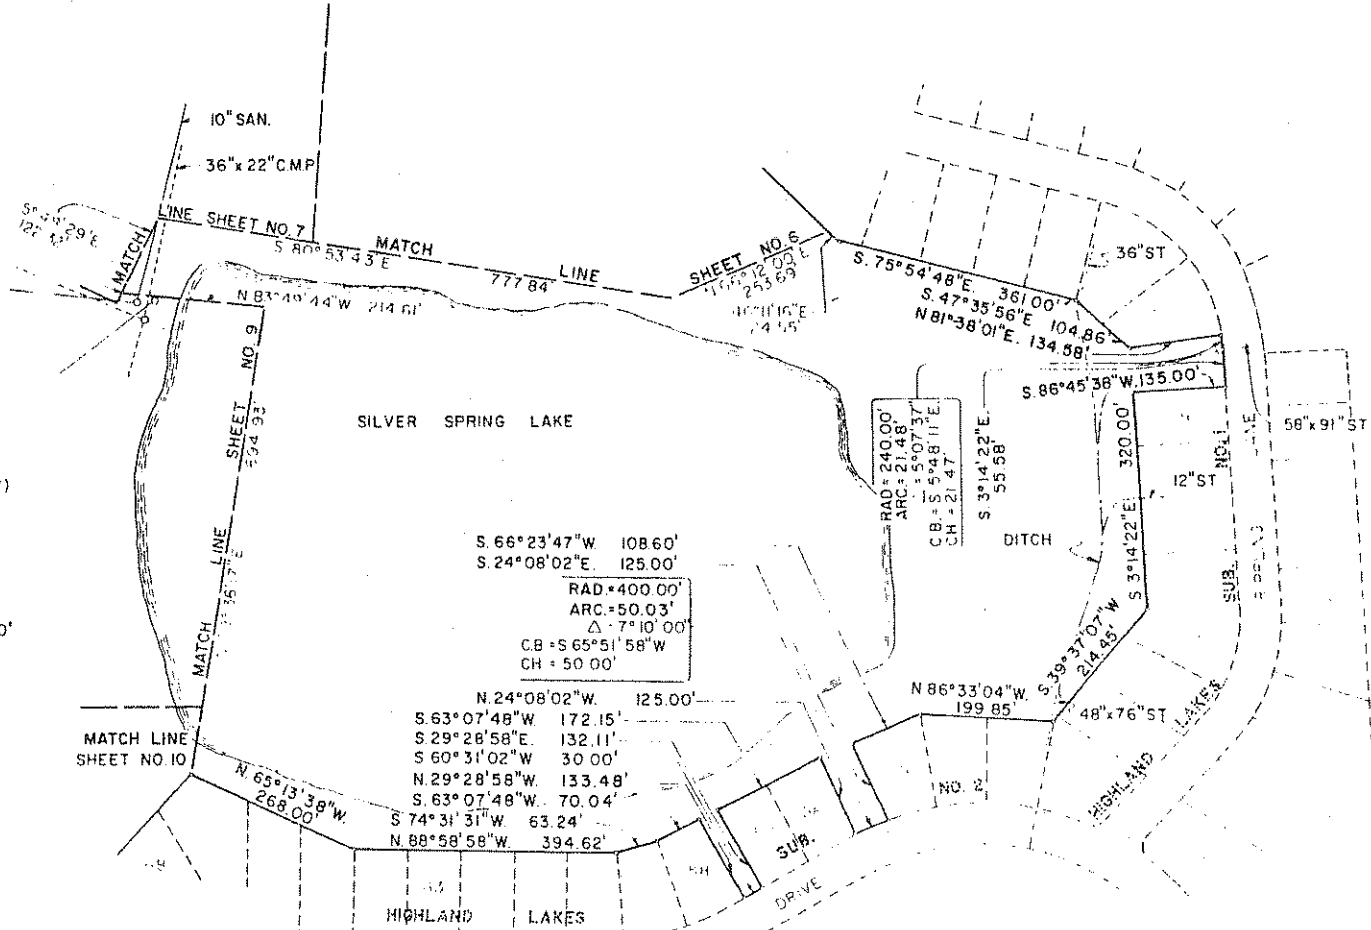 10" SAN.
36"x 22" C.M.P.
MATCH
LINE SHEET NO. 7
S. 80°53'43"E
MATCH
777.84'
LINE
SHEET NO. 6
253.69'
N 83°49'44"W 214.61'
S. 75°54'48"E. 361.00'
S. 47°35'56"E 104.86'
N 81°38'01"E. 134.58'
S. 86°45'38"W. 135.00'
36" ST
58"x 91" ST
12" ST
SILVER SPRING LAKE
MATCH LINE SHEET NO. 9
RAD = 240.00'
ARC = 21.48'
= 5°07'37"
C.B. = S 5°48'11"E.
CH = 21.47'
S. 3°14'22"E.
55.58'
DITCH
320.00'
S 3°14'22"E
SUB. NO. 1
LINE
S. 66°23'47"W. 108.60'
S. 24°08'02"E. 125.00'
RAD. = 400.00'
ARC. = 50.03'
Δ = 7°10'00"
C.B = S 65°51'58"W
CH = 50.00'
N. 24°08'02"W. 125.00'
S. 63°07'48"W. 172.15'
S. 29°28'58"E. 132.11'
S 60°31'02"W 30.00'
N. 29°28'58"W. 133.48'
S. 63°07'48"W. 70.04'
S 74°31'31"W. 63.24'
N. 88°58'58"W. 394.62'
N 86°33'04"W.
199.85'
S. 39°37'07"W
214.45'
48"x 76" ST
MATCH LINE
SHEET NO. 10
N. 65°13'38"W.
268.00'
NO. 2
SUB.
DRIVE
HIGHLAND LAKES
HIGHLAND LAKES